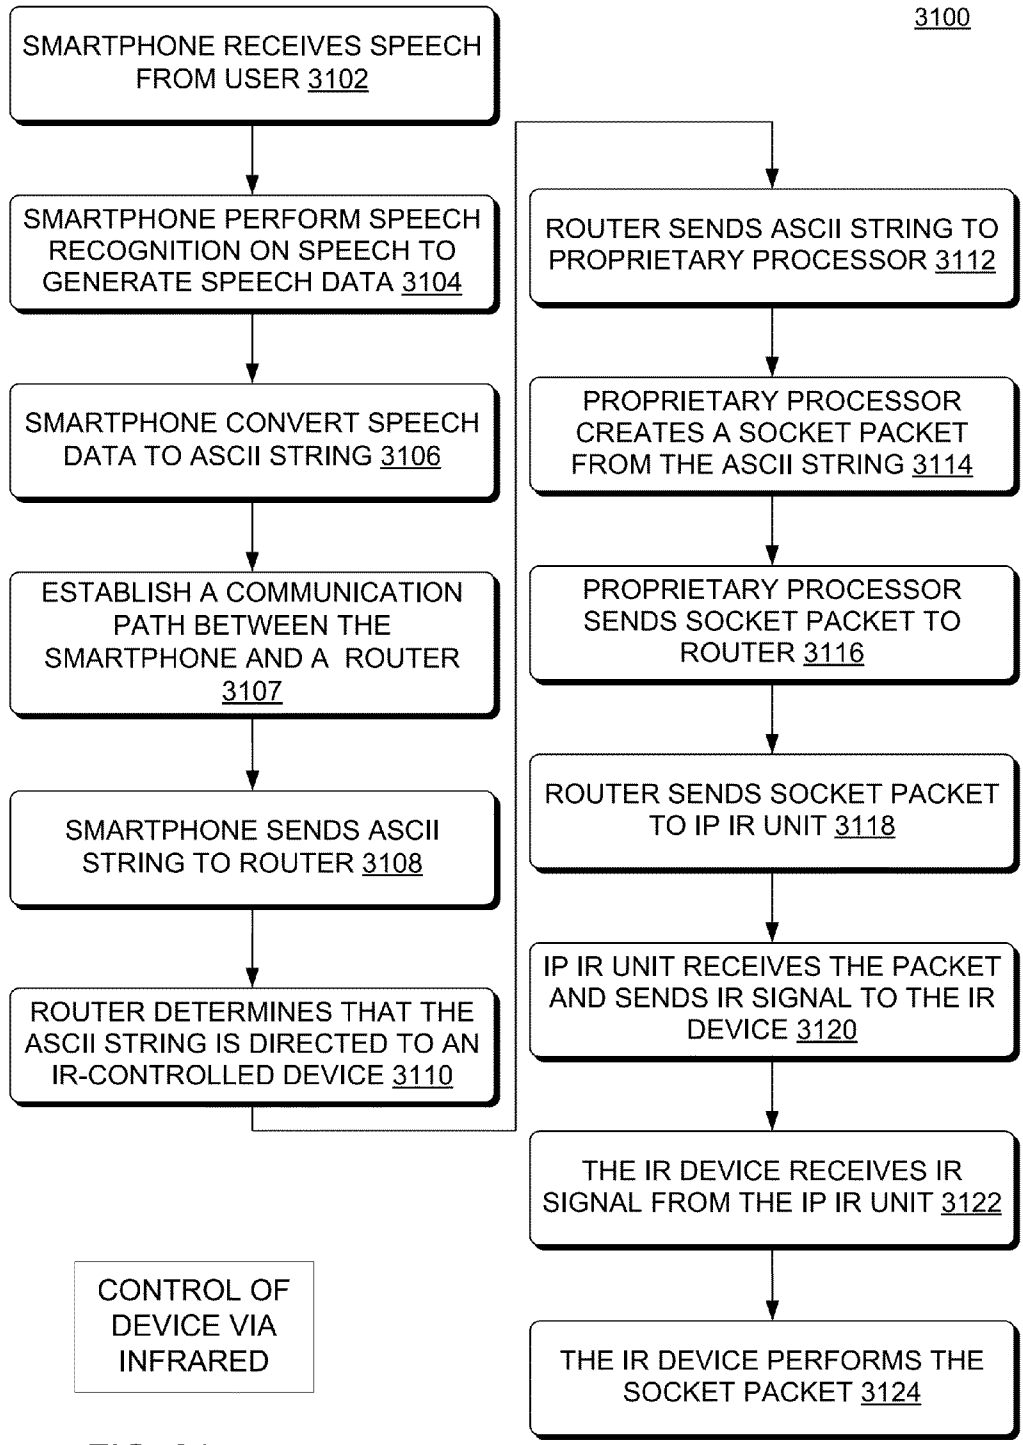 3100
SMARTPHONE RECEIVES SPEECH
FROM USER 3102
SMARTPHONE PERFORM SPEECH
RECOGNITION ON SPEECH TO
GENERATE SPEECH DATA 3104
SMARTPHONE CONVERT SPEECH
DATA TO ASCII STRING 3106
ESTABLISH A COMMUNICATION
PATH BETWEEN THE
SMARTPHONE AND A ROUTER
3107
SMARTPHONE SENDS ASCII
STRING TO ROUTER 3108
ROUTER DETERMINES THAT THE
ASCII STRING IS DIRECTED TO AN
IR-CONTROLLED DEVICE 3110
ROUTER SENDS ASCII STRING TO
PROPRIETARY PROCESSOR 3112
PROPRIETARY PROCESSOR
CREATES A SOCKET PACKET
FROM THE ASCII STRING 3114
PROPRIETARY PROCESSOR
SENDS SOCKET PACKET TO
ROUTER 3116
ROUTER SENDS SOCKET PACKET
TO IP IR UNIT 3118
IP IR UNIT RECEIVES THE PACKET
AND SENDS IR SIGNAL TO THE IR
DEVICE 3120
THE IR DEVICE RECEIVES IR
SIGNAL FROM THE IP IR UNIT 3122
THE IR DEVICE PERFORMS THE
SOCKET PACKET 3124
CONTROL OF
DEVICE VIA
INFRARED